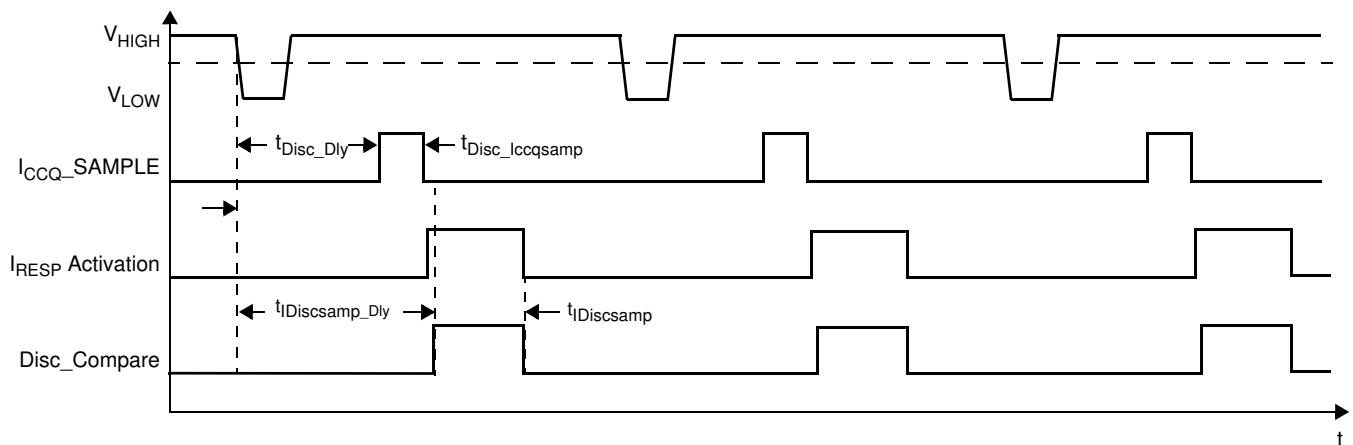 VHIGH
VLOW
tDisc_Dly
tDisc_Iccqsamp
ICCQ_SAMPLE
IRESP Activation
tIDiscsamp_Dly
tIDiscsamp
Disc_Compare
t